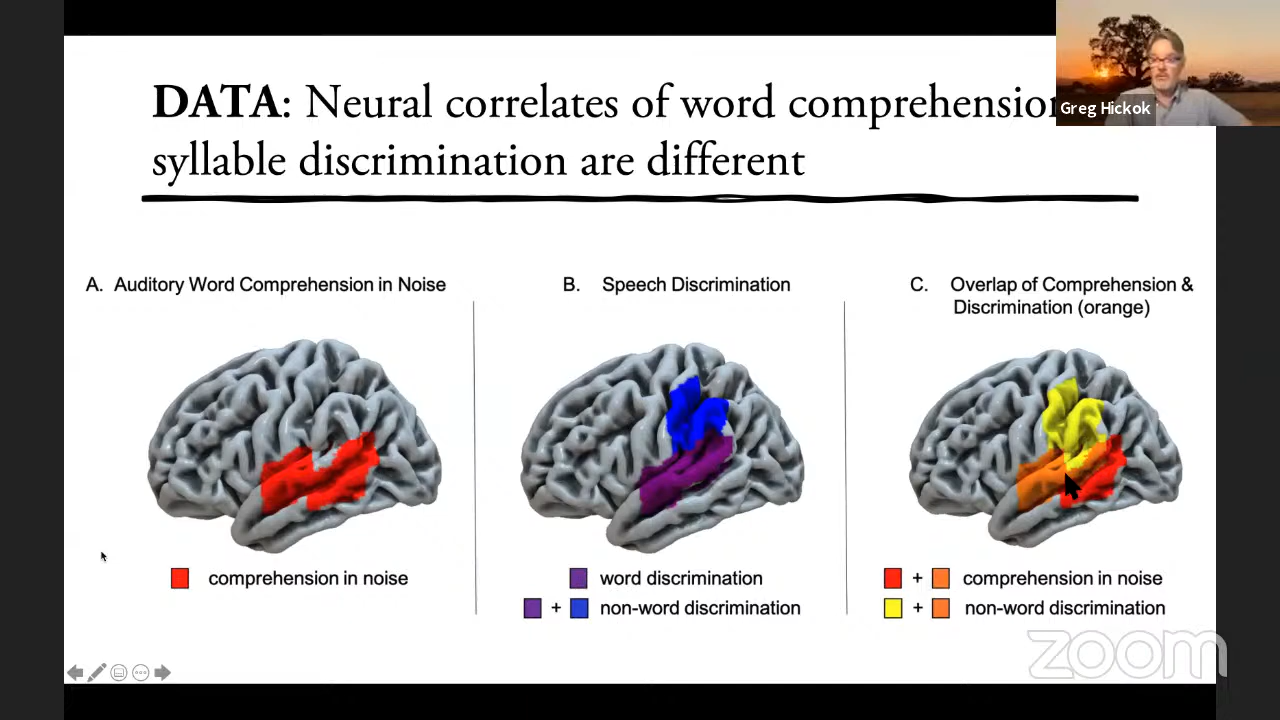 DATA: Neural correlates of word comprehension
syllable discrimination are different
Greg Hickok
A. Auditory Word Comprehension in Noise
B. Speech Discrimination
C. Overlap of Comprehension &
Discrimination (orange)
comprehension in noise
word discrimination
+ non-word discrimination
+ comprehension in noise
+ non-word discrimination
zoom